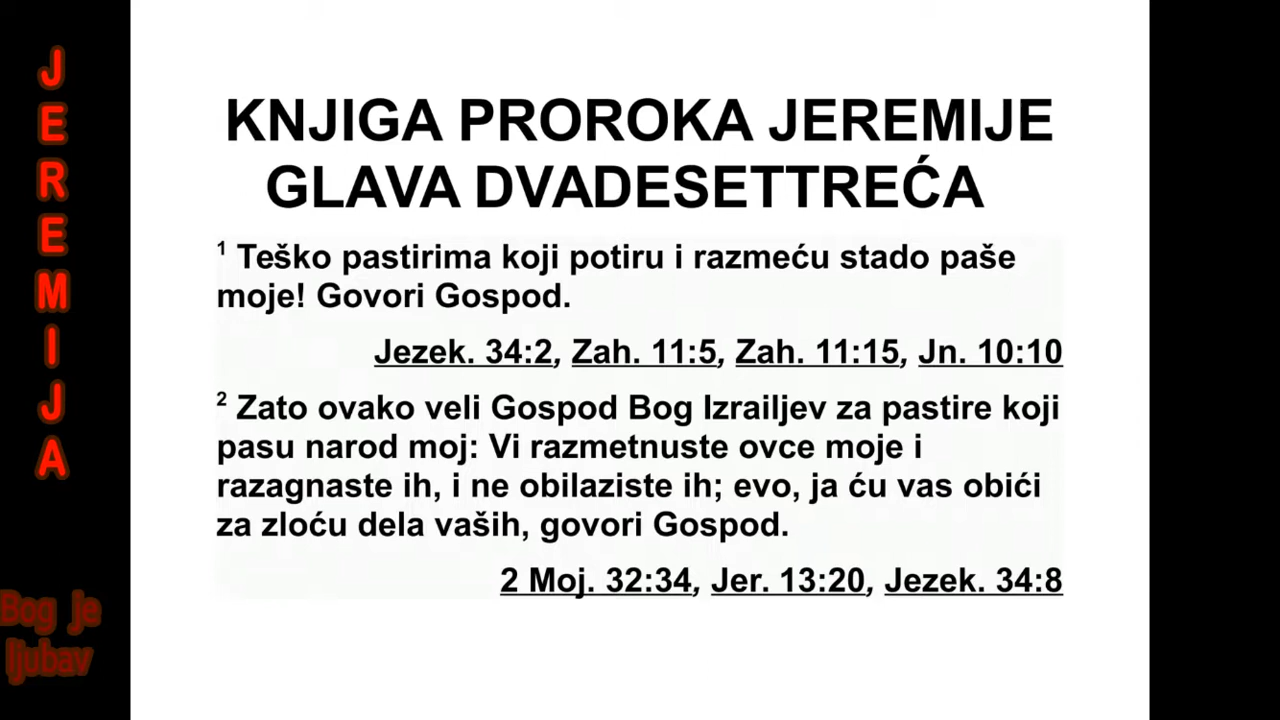 JEREMIJA
KNJIGA PROROKA JEREMIJE
GLAVA DVADESETTREĆA
1 Teško pastirima koji potiru i razmeću stado paše
moje! Govori Gospod.
Jezek. 34:2, Zah. 11:5, Zah. 11:15, Jn. 10:10
2 Zato ovako veli Gospod Bog Izrailjev za pastire koji
pasu narod moj: Vi razmetnuste ovce moje i
razagnaste ih, i ne obilaziste ih; evo, ja ću vas obići
za zloću dela vaših, govori Gospod.
2 Moj. 32:34, Jer. 13:20, Jezek. 34:8
Bog je
ljubav